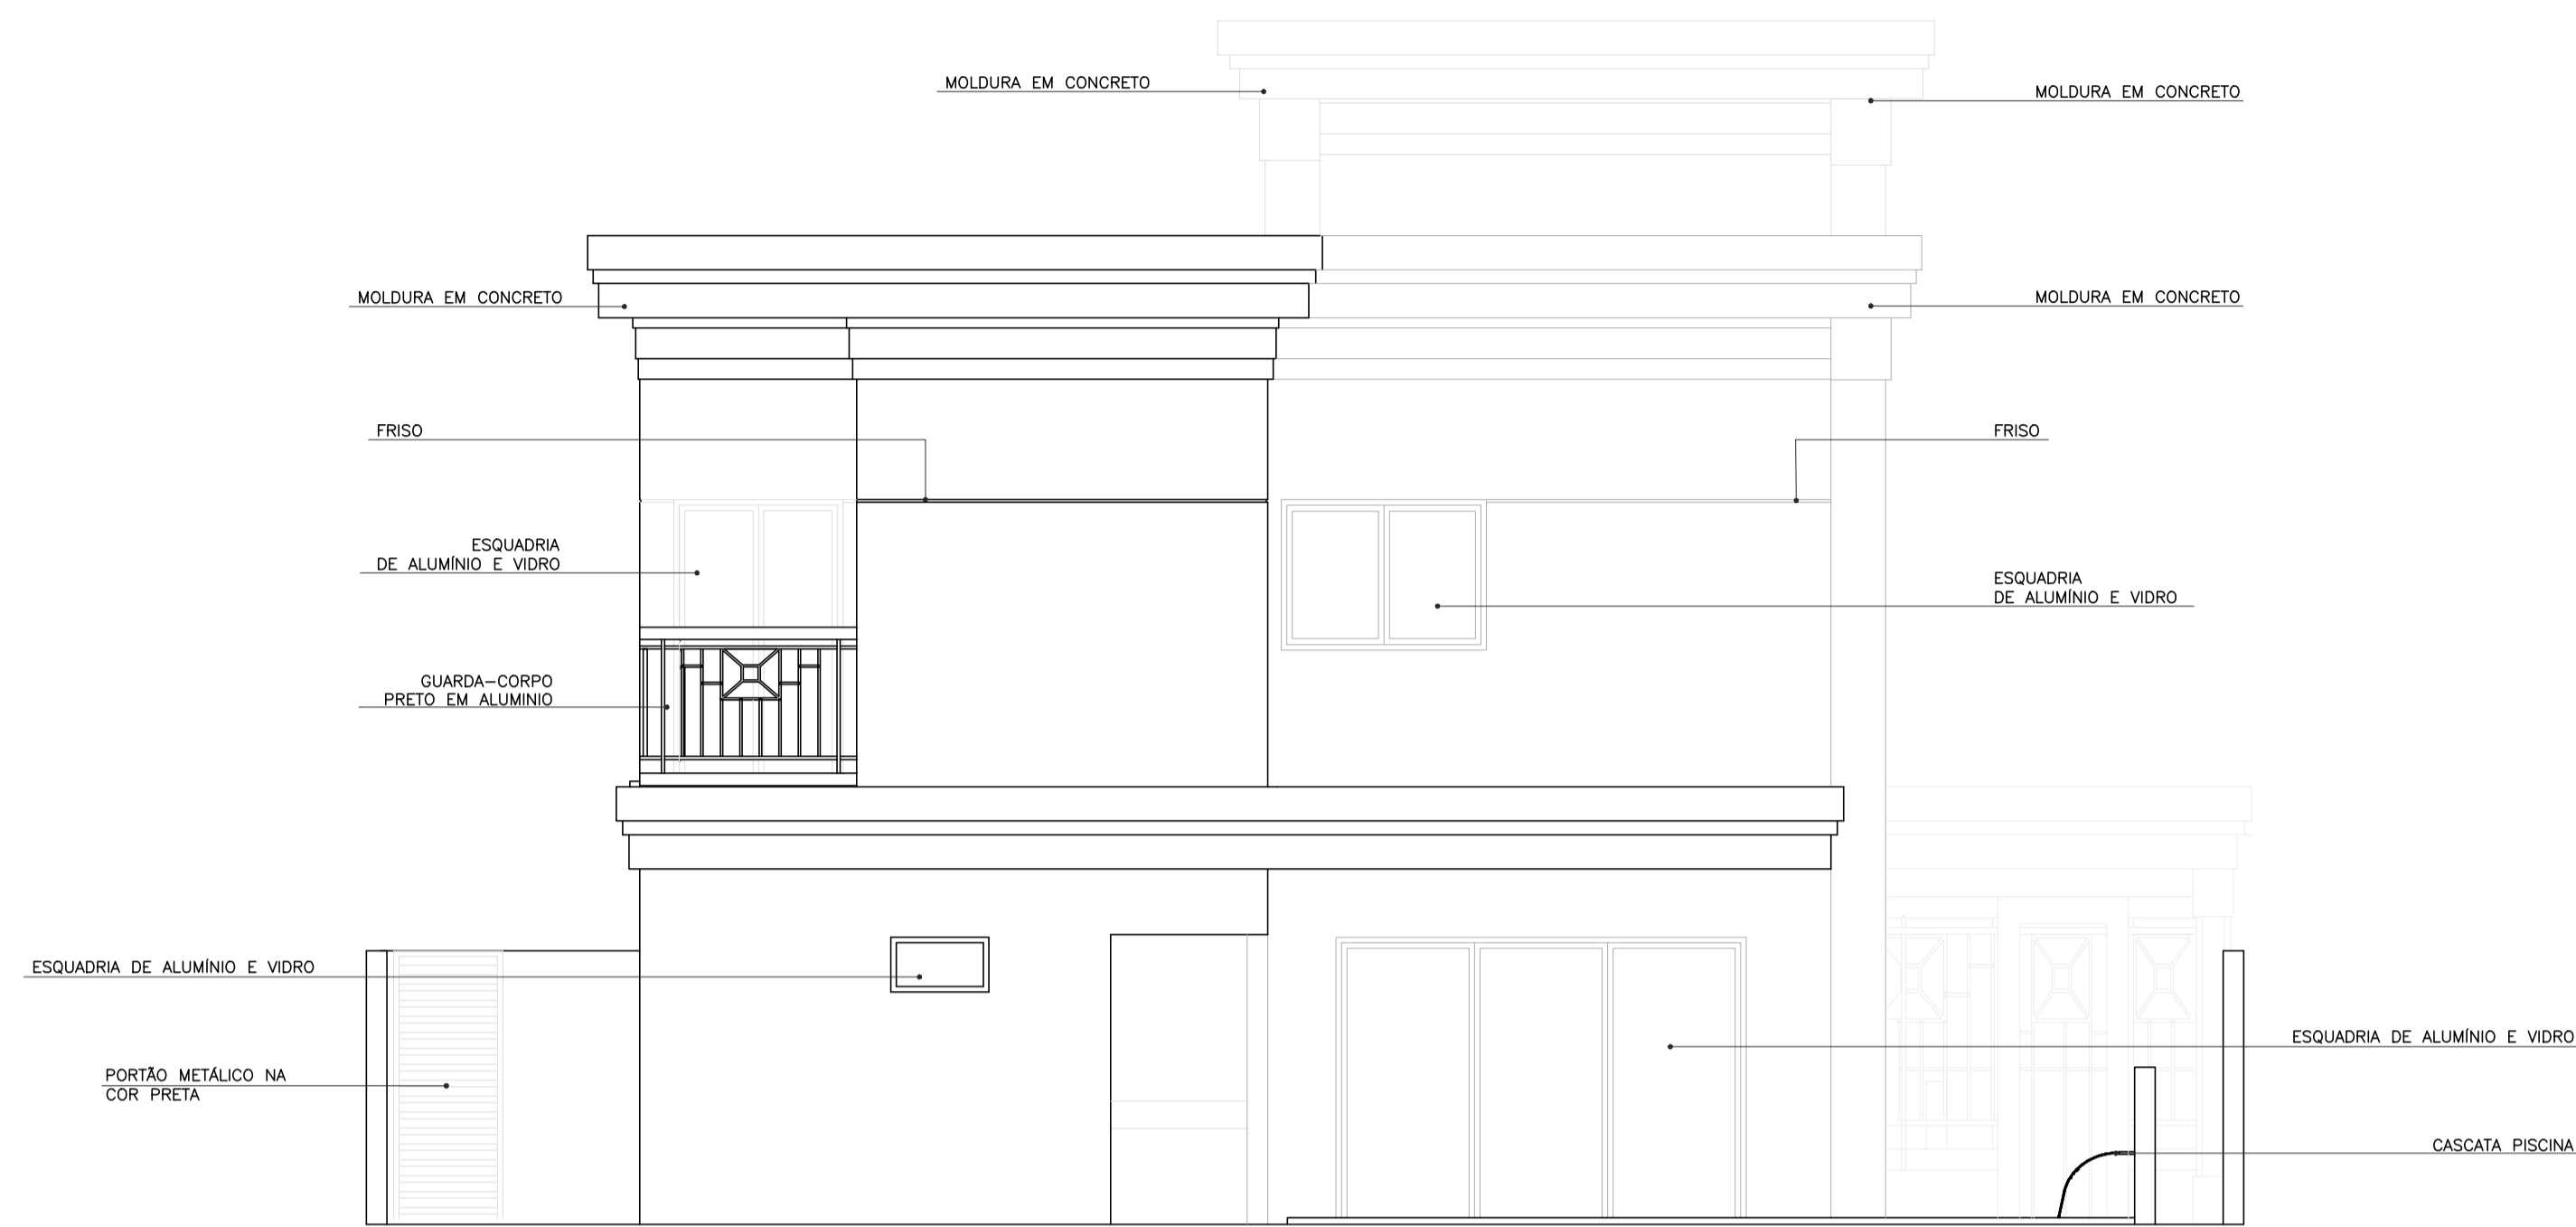 MOLDURA EM CONCRETO
MOLDURA EM CONCRETO
MOLDURA EM CONCRETO
MOLDURA EM CONCRETO
FRISO
FRISO
ESQUADRIA
DE ALUMÍNIO E VIDRO
ESQUADRIA
DE ALUMÍNIO E VIDRO
GUARDA-CORPO
PRETO EM ALUMINIO
ESQUADRIA DE ALUMÍNIO E VIDRO
ESQUADRIA DE ALUMÍNIO E VIDRO
PORTÃO METÁLICO NA
COR PRETA
CASCATA PISCINA